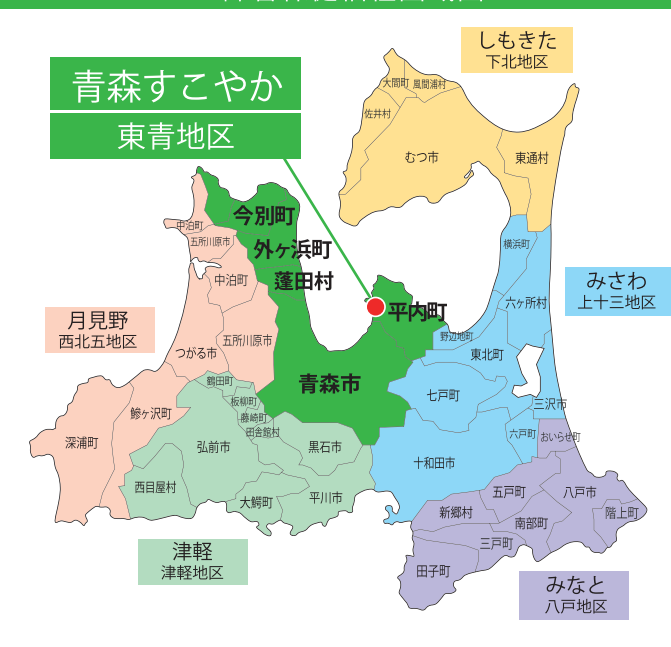 しもきた
下北地区
青森すこやか
東青地区
大間町
風間浦村
佐井村
むつ市
東通村
今別町
外ヶ浜町
蓬田村
中泊町
五所川原市
中泊町
横浜町
みさわ
上十三地区
六ヶ所村
平内町
野辺地町
月見野
西北五地区
つがる市
五所川原市
東北町
青森市
七戸町
鶴田町
板柳町
藤崎町
田舎館村
三沢市
鰺ヶ沢町
深浦町
弘前市
黒石市
六戸町
おいらせ町
十和田市
西目屋村
大鰐町
平川市
五戸町
八戸市
新郷村
南部町
階上町
三戸町
田子町
津軽
津軽地区
みなと
八戸地区